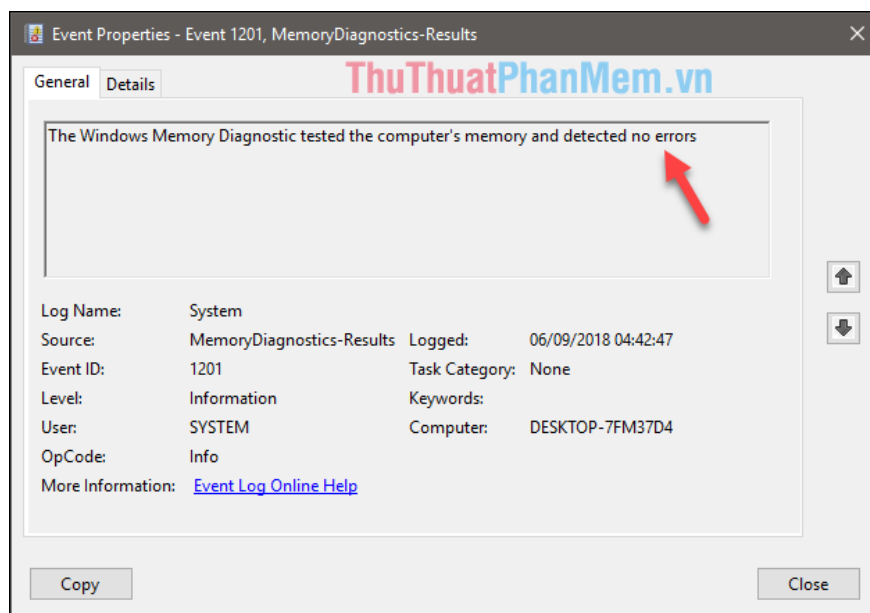 Event Properties - Event 1201, MemoryDiagnostics-Results
General Details
ThuThuatPhanMem.vn
The Windows Memory Diagnostic tested the computer's memory and detected no errors
Log Name: System
Source: MemoryDiagnostics-Results Logged: 06/09/2018 04:42:47
Event ID: 1201 Task Category: None
Level: Information Keywords:
User: SYSTEM Computer: DESKTOP-7FM37D4
OpCode: Info
More Information: Event Log Online Help
Copy Close